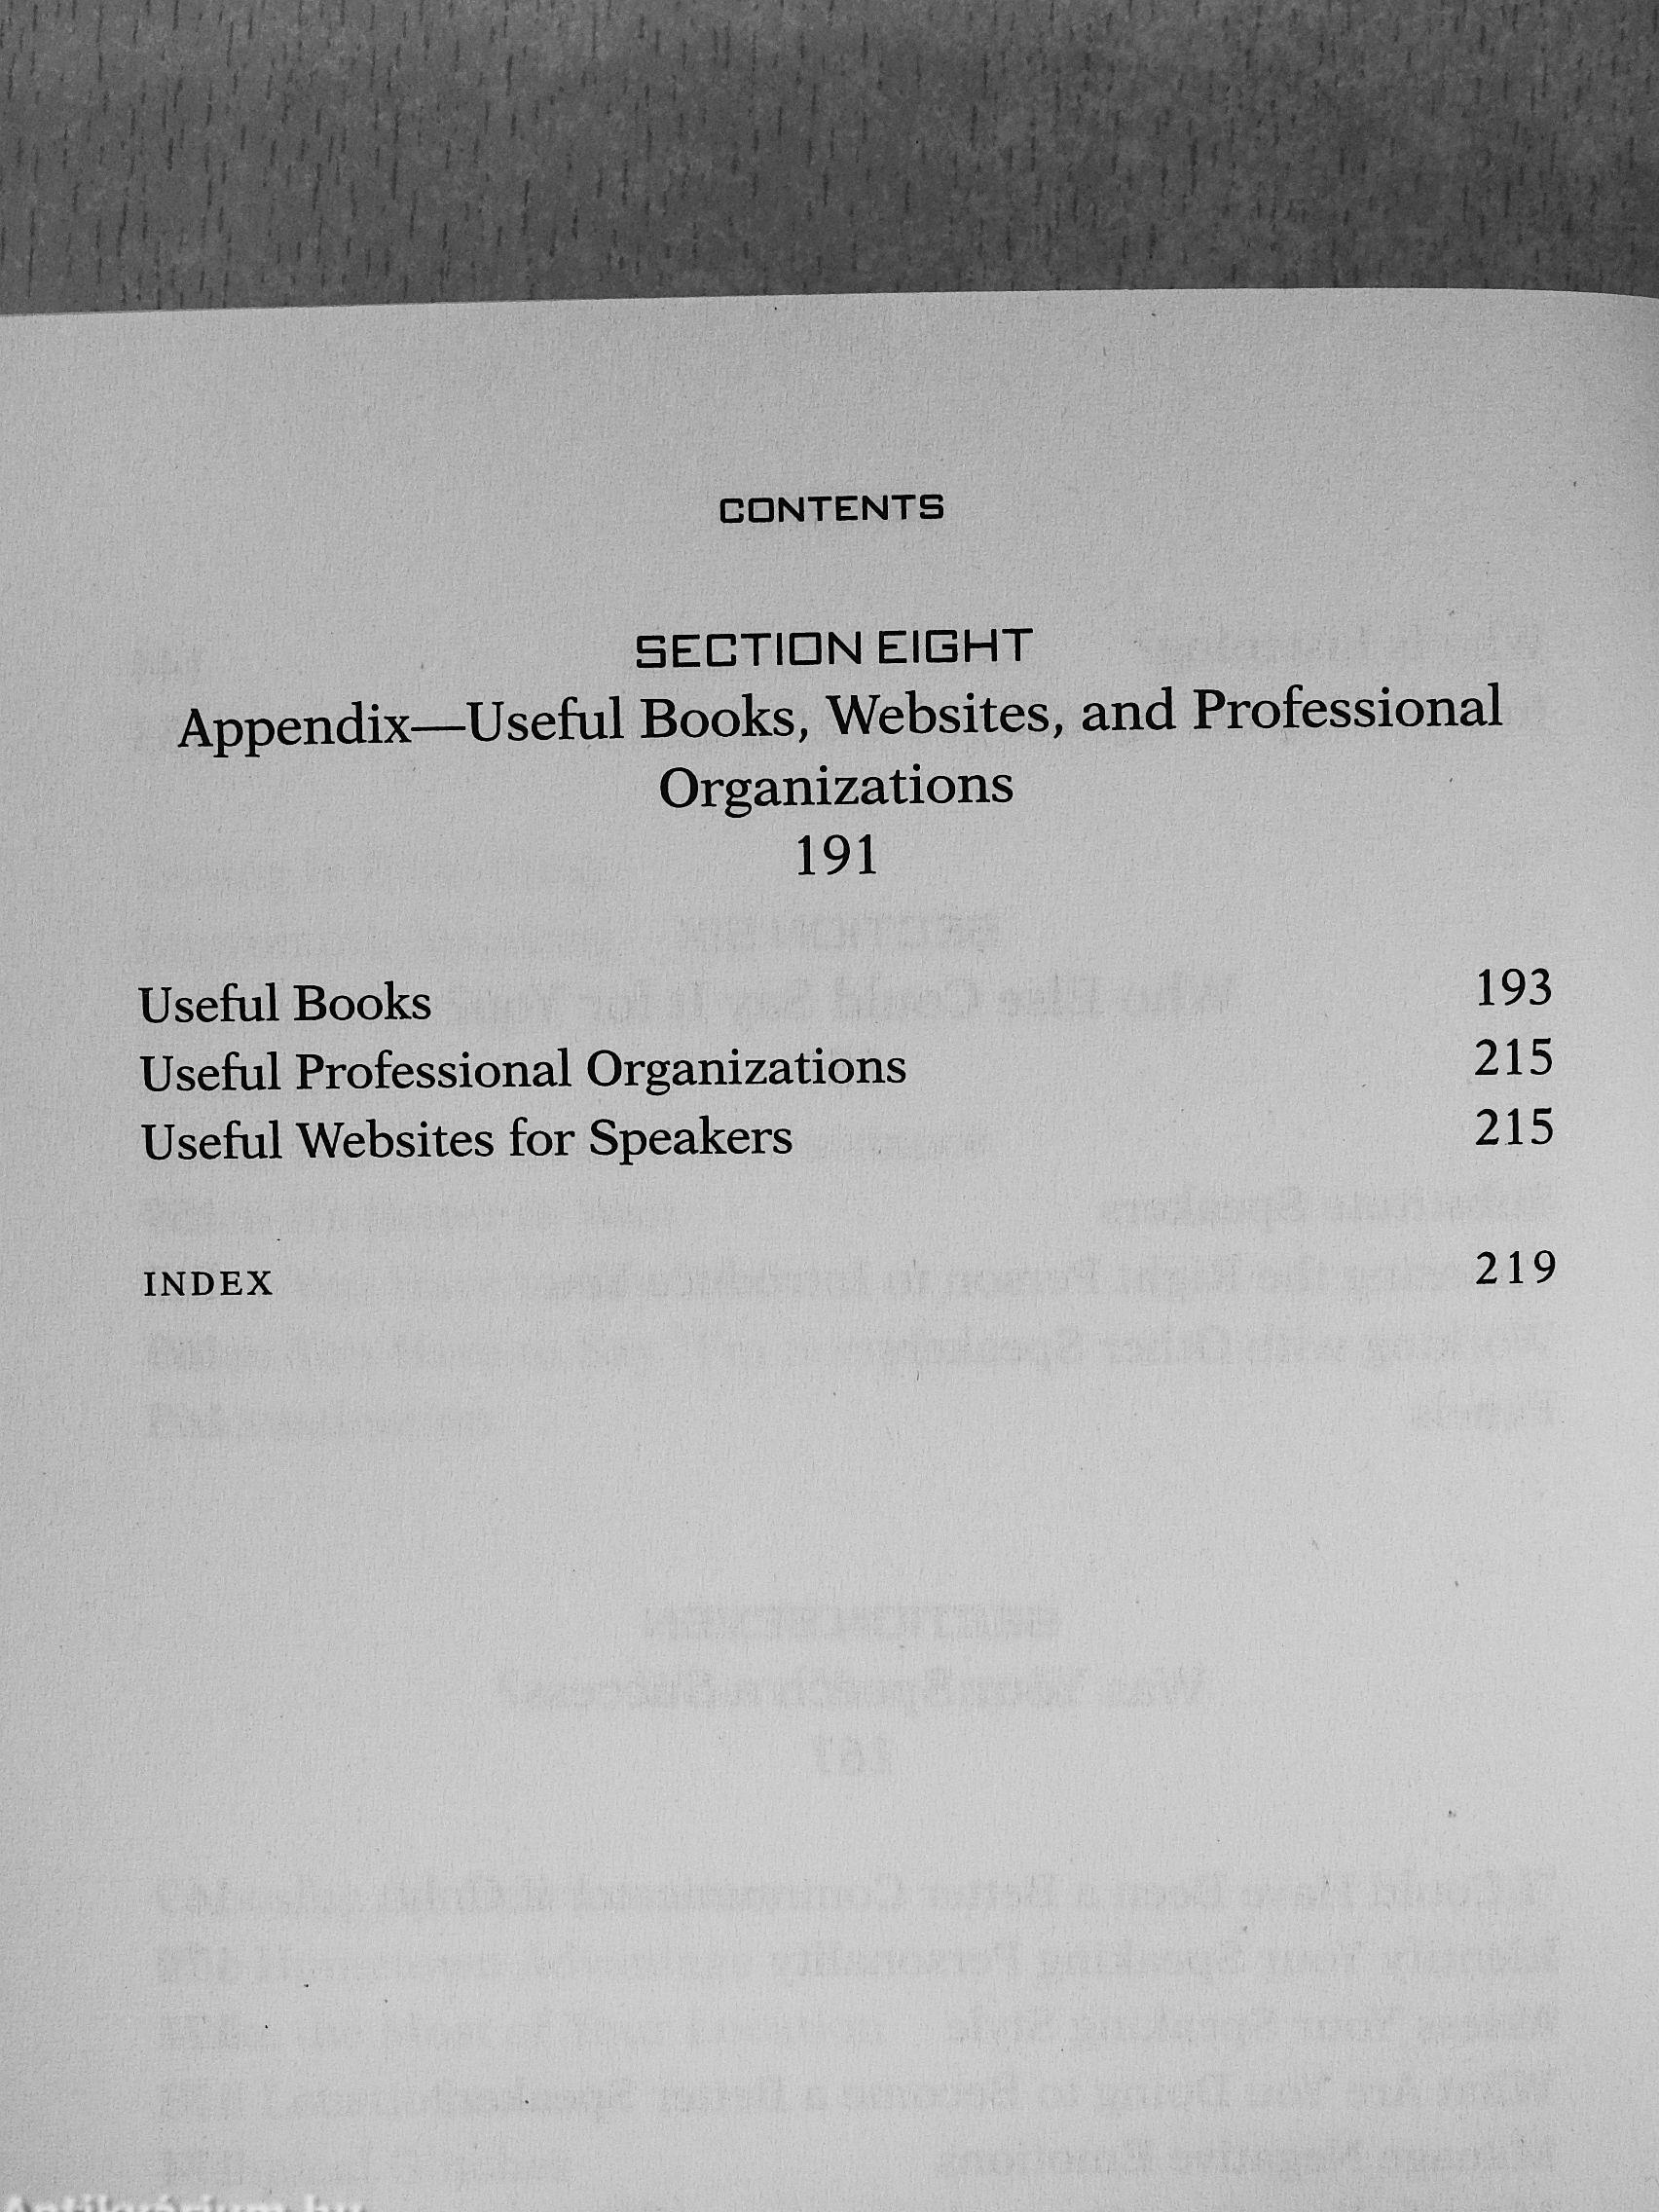 CONTENTS
SECTION EIGHT
Appendix—Useful Books, Websites, and Professional
Organizations
191
Useful Books 193
Useful Professional Organizations 215
Useful Websites for Speakers 215
INDEX 219